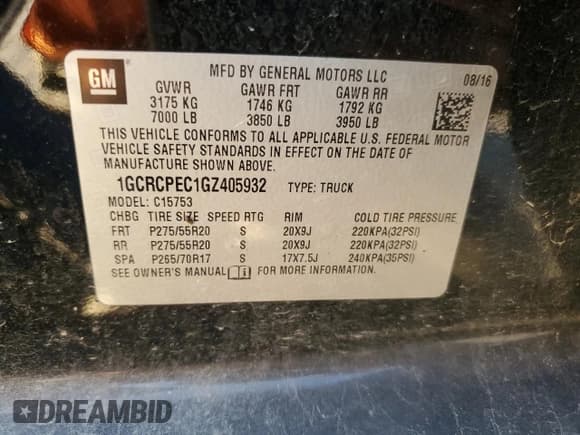 GM
MFD BY GENERAL MOTORS LLC
08/16
GVWR GAWR FRT GAWR RR
3175 KG 1746 KG 1792 KG
7000 LB 3850 LB 3950 LB
THIS VEHICLE CONFORMS TO ALL APPLICABLE U.S. FEDERAL MOTOR
VEHICLE SAFETY STANDARDS IN EFFECT ON THE DATE OF
MANUFACTURE SHOWN ABOVE.
1GCRCPEC1GZ405932 TYPE: TRUCK
MODEL: C15753
CHBG TIRE SIZE SPEED RTG RIM COLD TIRE PRESSURE
FRT P275/55R20 S 20X9J 220KPA(32PSI)
RR P275/55R20 S 20X9J 220KPA(32PSI)
SPA P265/70R17 S 17X7.5J 240KPA(35PSI)
SEE OWNER'S MANUAL i FOR MORE INFORMATION
DREAMBID